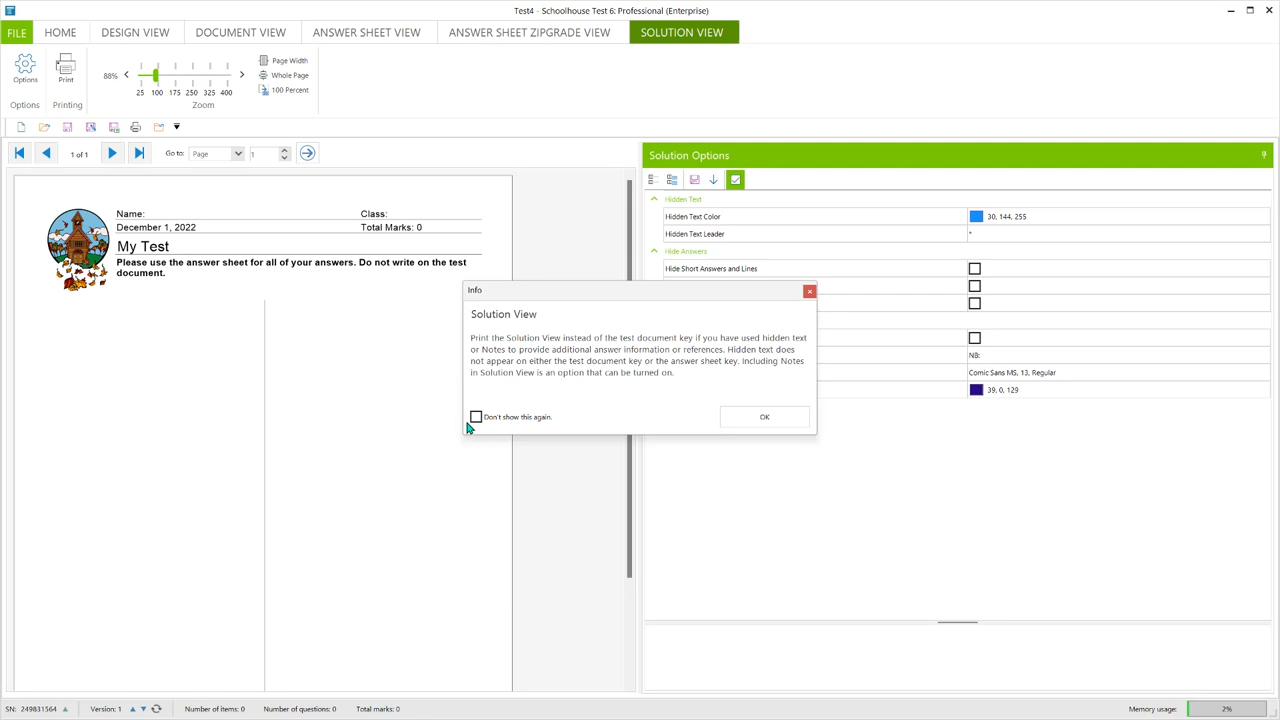 Test4 - Schoolhouse Test 6: Professional (Enterprise)
FILE HOME DESIGN VIEW DOCUMENT VIEW ANSWER SHEET VIEW ANSWER SHEET ZIPGRADE VIEW SOLUTION VIEW
Options
Print
88%
25 100 175 250 325 400
Page Width
Whole Page
100 Percent
Options Printing Zoom
1 of 1 Go to: Page 1
Solution Options
Hidden Text
Hidden Text Color 30, 144, 255
Hidden Text Leader *
Hide Answers
Hide Short Answers and Lines
NB:
Comic Sans MS, 13, Regular
39, 0, 129
Name: Class:
December 1, 2022 Total Marks: 0
My Test
Please use the answer sheet for all of your answers. Do not write on the test
document.
Info
Solution View
Print the Solution View instead of the test document key if you have used hidden text
or Notes to provide additional answer information or references. Hidden text does
not appear on either the test document key or the answer sheet key. Including Notes
in Solution View is an option that can be turned on.
Don't show this again.
OK
SN: 249831564 Version: 1 Number of items: 0 Number of questions: 0 Total marks: 0 Memory usage: 2%